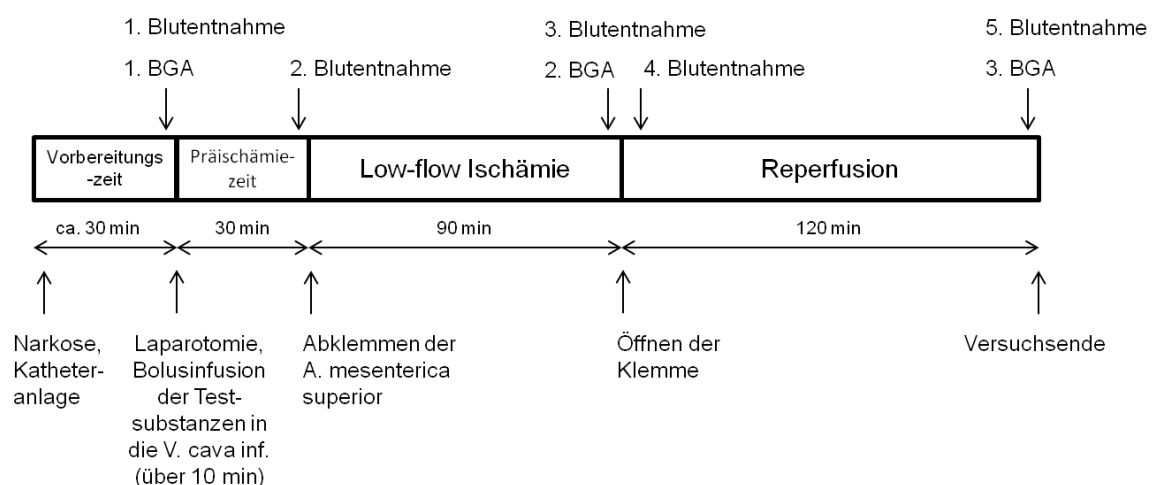 1. Blutentnahme
3. Blutentnahme
5. Blutentnahme
1. BGA
2. Blutentnahme
2. BGA
4. Blutentnahme
3. BGA
Vorbereitungs
-zeit
Präischämie-
zeit
Low-flow Ischämie
Reperfusion
ca. 30 min
30 min
90 min
120 min
Narkose,
Katheter-
anlage
Laparotomie,
Bolusinfusion
der Test-
substanzen in
die V. cava inf.
(über 10 min)
Abklemmen der
A. mesenterica
superior
Öffnen der
Klemme
Versuchsende